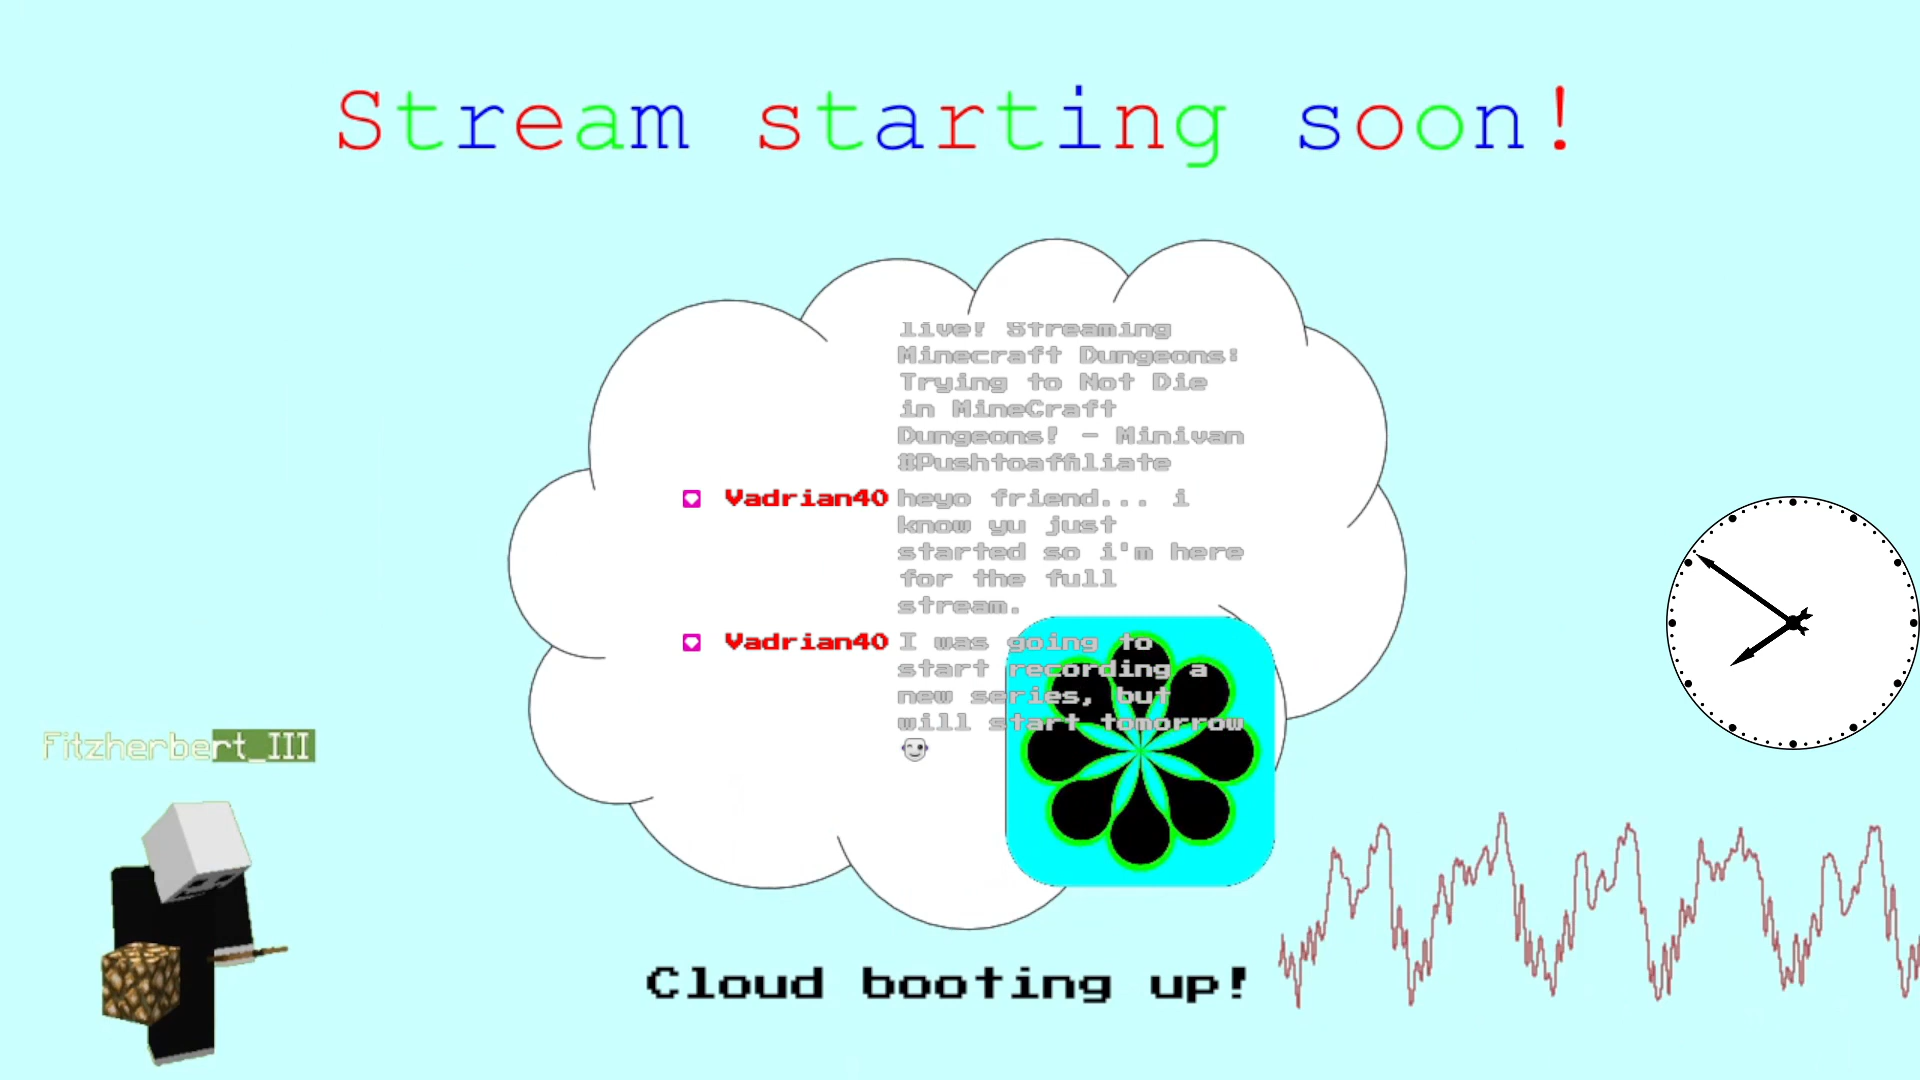 Stream starting soon!
live! Streaming
Minecraft Dungeons:
Trying to Not Die
in MineCraft
Dungeons! - Minivan
#Pushtoaffiliate
Vadrian40 heyo friend... i
know yu just
started so i'm here
for the full
stream.
Vadrian40 I was going to
start recording a
new series, but
will start tomorrow
Fitzherbert_III
Cloud booting up!